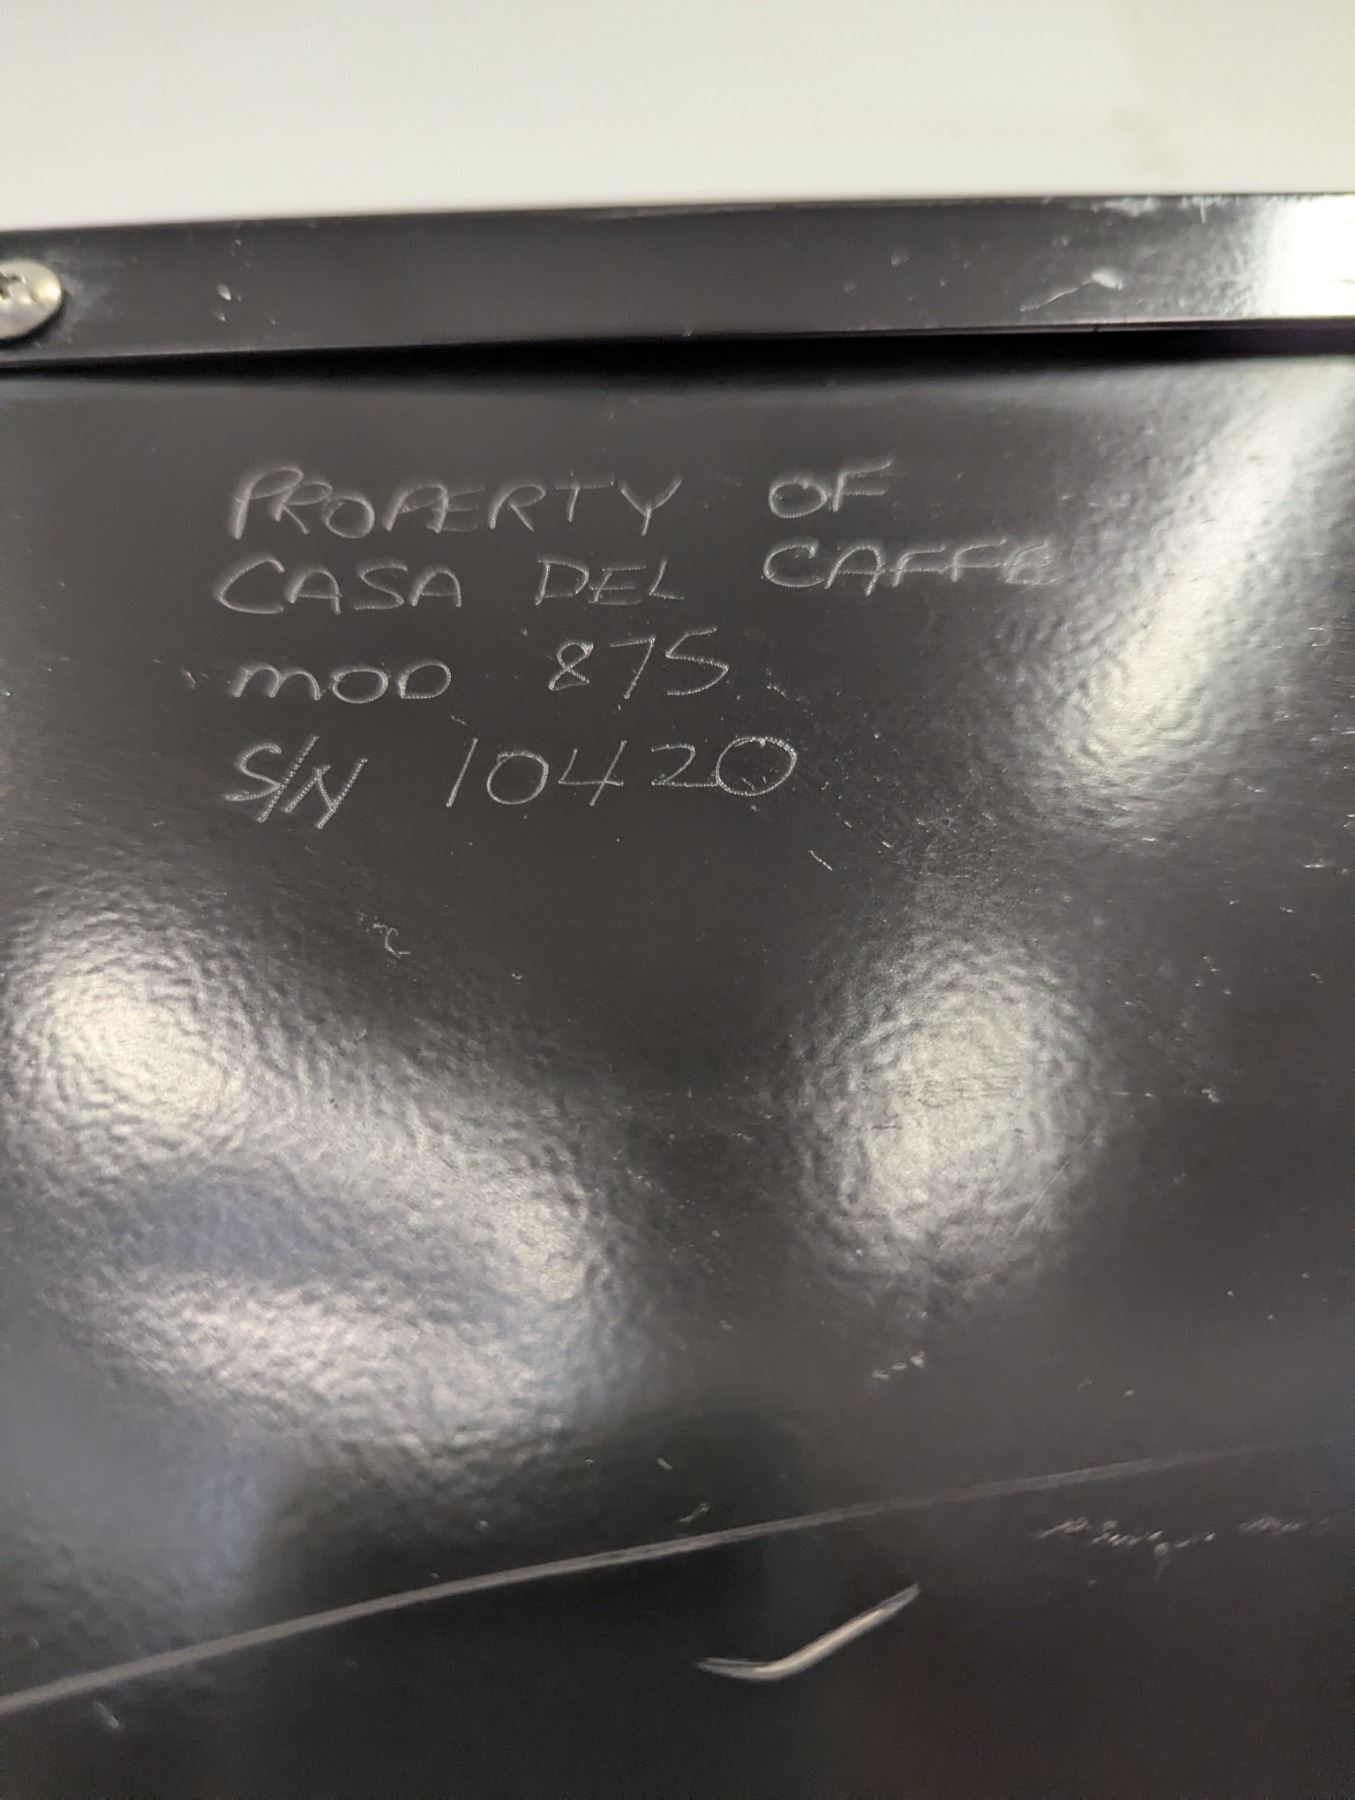 PROPERTY OF
CASA DEL CAFFE
MOD 875
S/N 10420